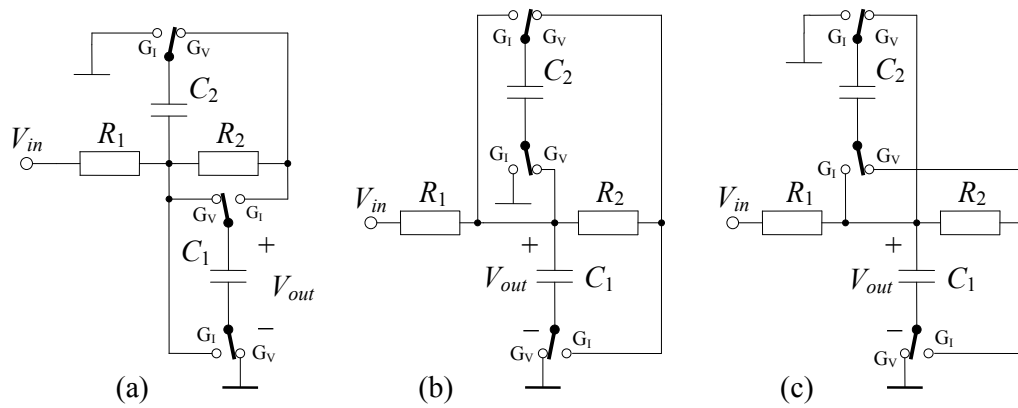 G_I G_V
C_2
V_in R_1 R_2
G_V G_I
C_1 +
V_out
−
G_I G_V
(a)
G_I G_V
C_2
G_I G_V
V_in R_1 R_2
+
V_out C_1
−
G_V G_I
(b)
G_I G_V
C_2
G_I G_V
V_in R_1 R_2
+
V_out C_1
−
G_V G_I
(c)